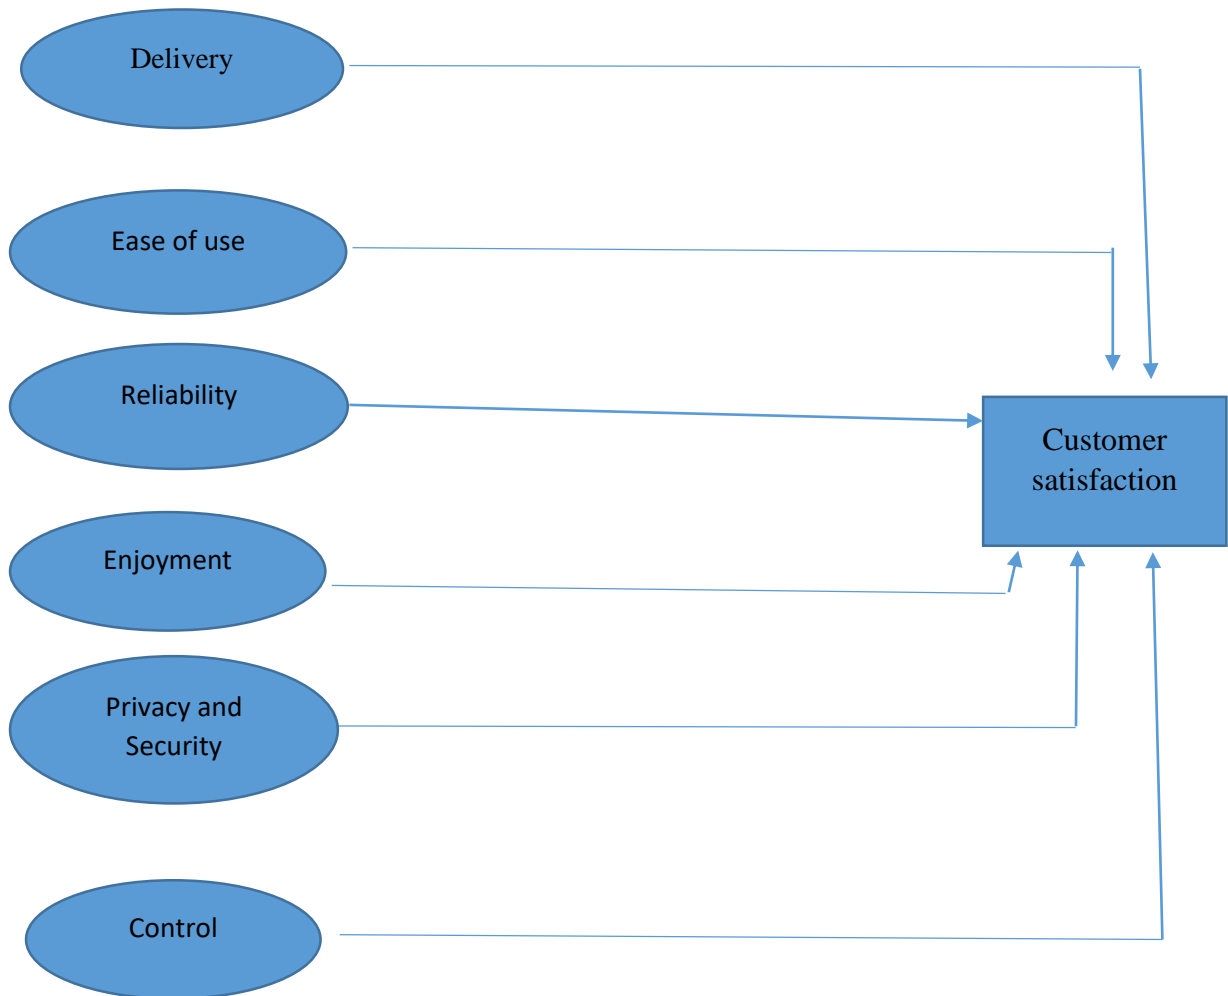 Delivery
Ease of use
Reliability
Customer
satisfaction
Enjoyment
Privacy and
Security
Control